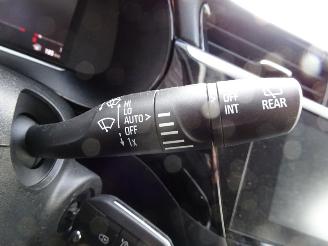 HI
LO
AUTO >
OFF
1x
> OFF
INT
REAR